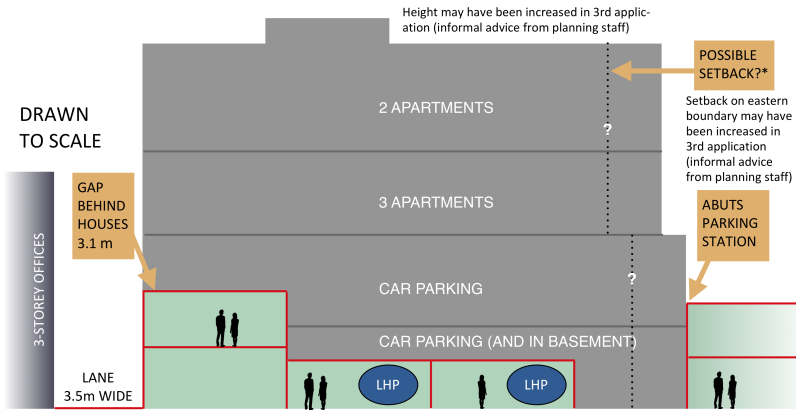 Height may have been increased in 3rd applic-
ation (informal advice from planning staff)
POSSIBLE
SETBACK?*
Setback on eastern
boundary may have
been increased in
3rd application
(informal advice
from planning staff)
DRAWN
TO SCALE
2 APARTMENTS
?
GAP
BEHIND
HOUSES
3.1 m
3 APARTMENTS
ABUTS
PARKING
STATION
3-STOREY OFFICES
?
CAR PARKING
CAR PARKING (AND IN BASEMENT)
LANE
3.5m WIDE
LHP
LHP